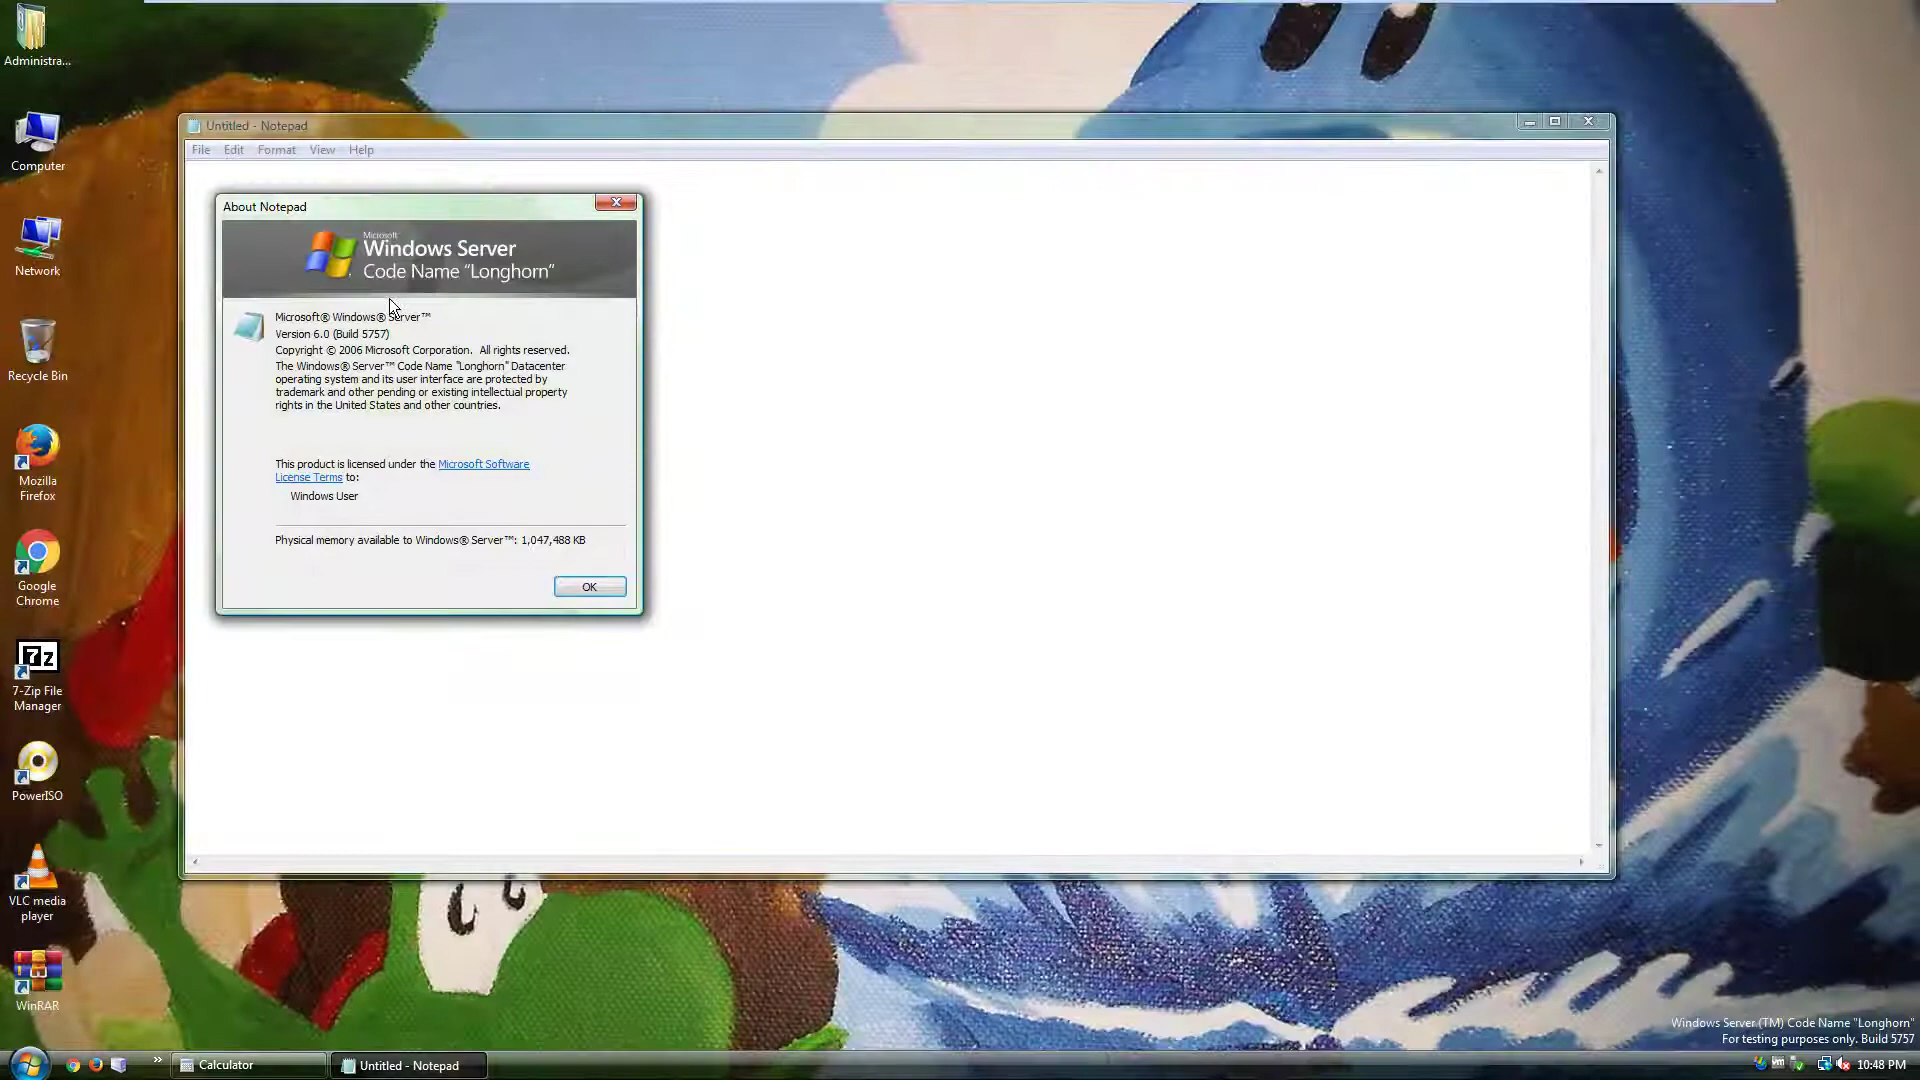 Administra...
Computer
Network
Recycle Bin
Mozilla
Firefox
Google
Chrome
7z
7-Zip File
Manager
PowerISO
VLC media
player
WinRAR
Untitled - Notepad
File Edit Format View Help
About Notepad
Microsoft
Windows Server
Code Name "Longhorn"
Microsoft® Windows® Server™
Version 6.0 (Build 5757)
Copyright © 2006 Microsoft Corporation. All rights reserved.
The Windows® Server™ Code Name "Longhorn" Datacenter
operating system and its user interface are protected by
trademark and other pending or existing intellectual property
rights in the United States and other countries.
This product is licensed under the Microsoft Software
License Terms to:
Windows User
Physical memory available to Windows® Server™: 1,047,488 KB
OK
Windows Server (TM) Code Name "Longhorn"
For testing purposes only. Build 5757
Calculator
Untitled - Notepad
10:48 PM